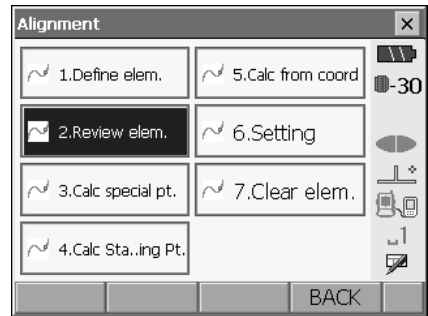 Alignment
1.Define elem.
2.Review elem.
3.Calc special pt.
4.Calc Sta..ing Pt.
5.Calc from coord
6.Setting
7.Clear elem.
-30
1
BACK